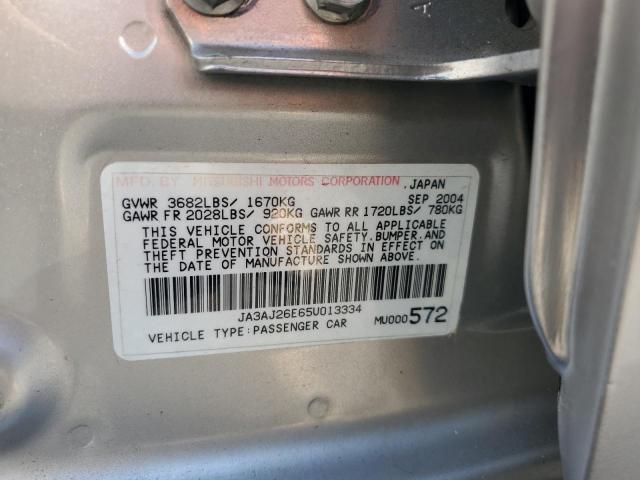 MFD. BY MITSUBISHI MOTORS CORPORATION, JAPAN
GVWR 3682LBS/ 1670KG SEP 2004
GAWR FR 2028LBS/ 920KG GAWR RR 1720LBS/ 780KG
THIS VEHICLE CONFORMS TO ALL APPLICABLE
FEDERAL MOTOR VEHICLE SAFETY, BUMPER, AND
THEFT PREVENTION STANDARDS IN EFFECT ON
THE DATE OF MANUFACTURE SHOWN ABOVE.
JA3AJ26E65U013334
VEHICLE TYPE:PASSENGER CAR MU000572